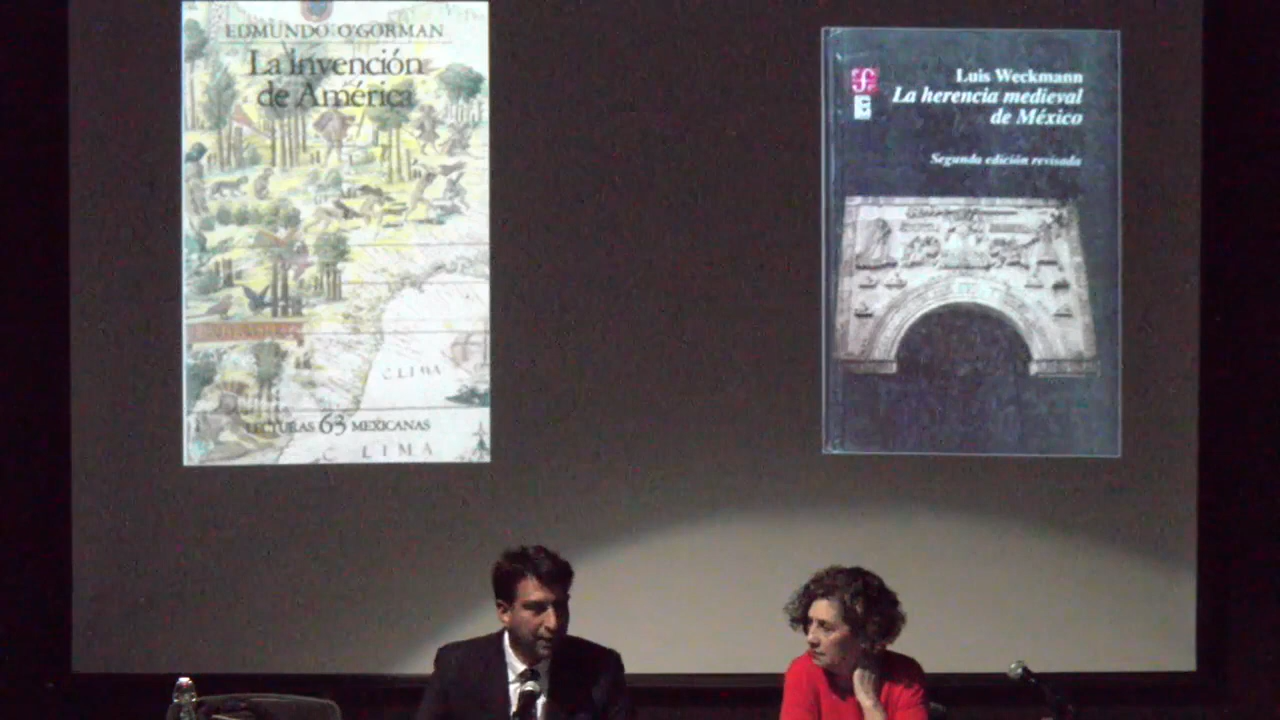 EDMUNDO O'GORMAN
La Invención
de América
CLIMA
LECTURAS 63 MEXICANAS
C LIMA
Luis Weckmann
La herencia medieval
de México
Segunda edición revisada